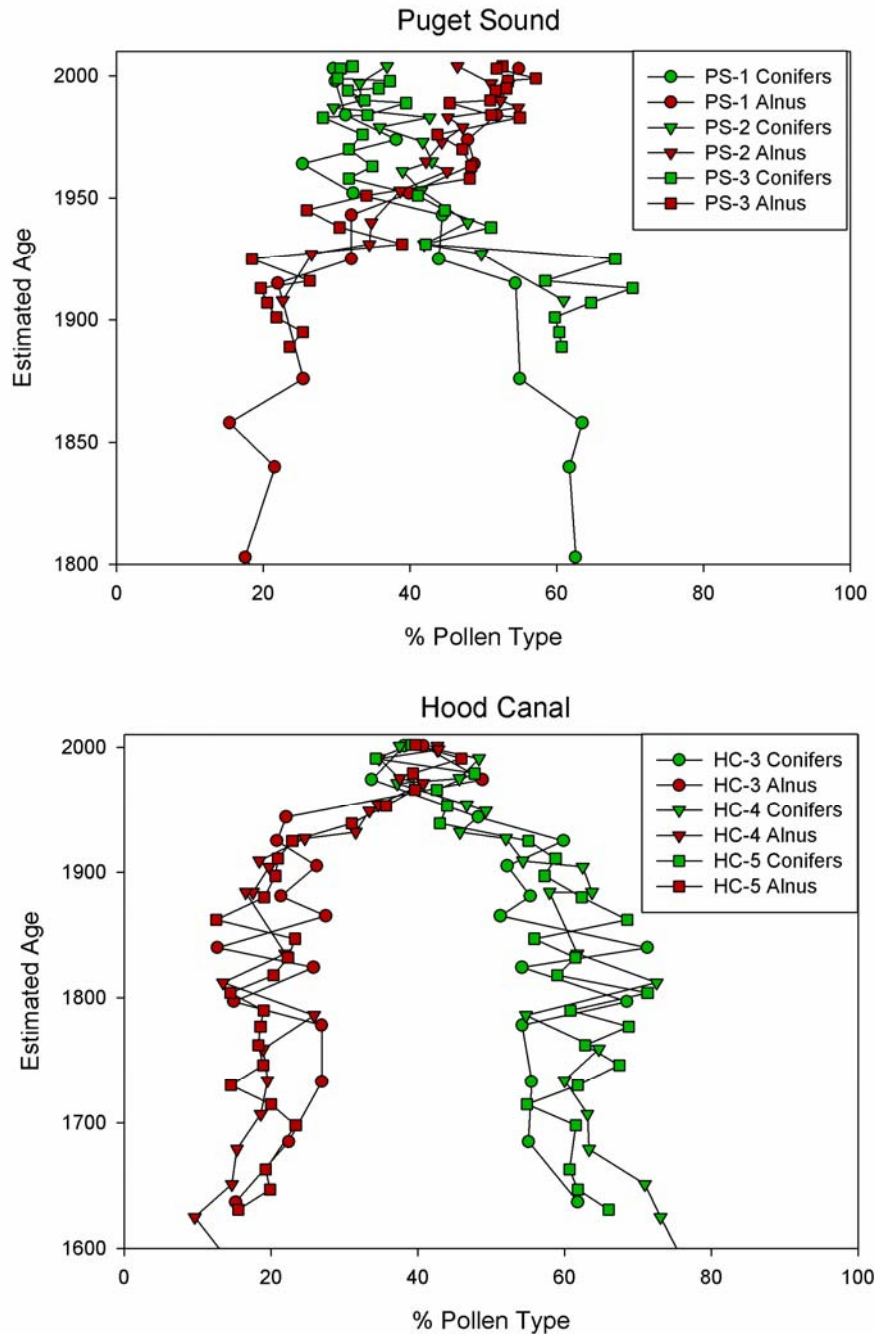 Puget Sound
2000
1950
1900
1850
1800
Estimated Age
0 20 40 60 80 100
% Pollen Type
PS-1 Conifers
PS-1 Alnus
PS-2 Conifers
PS-2 Alnus
PS-3 Conifers
PS-3 Alnus
Hood Canal
2000
1900
1800
1700
1600
Estimated Age
0 20 40 60 80 100
% Pollen Type
HC-3 Conifers
HC-3 Alnus
HC-4 Conifers
HC-4 Alnus
HC-5 Conifers
HC-5 Alnus